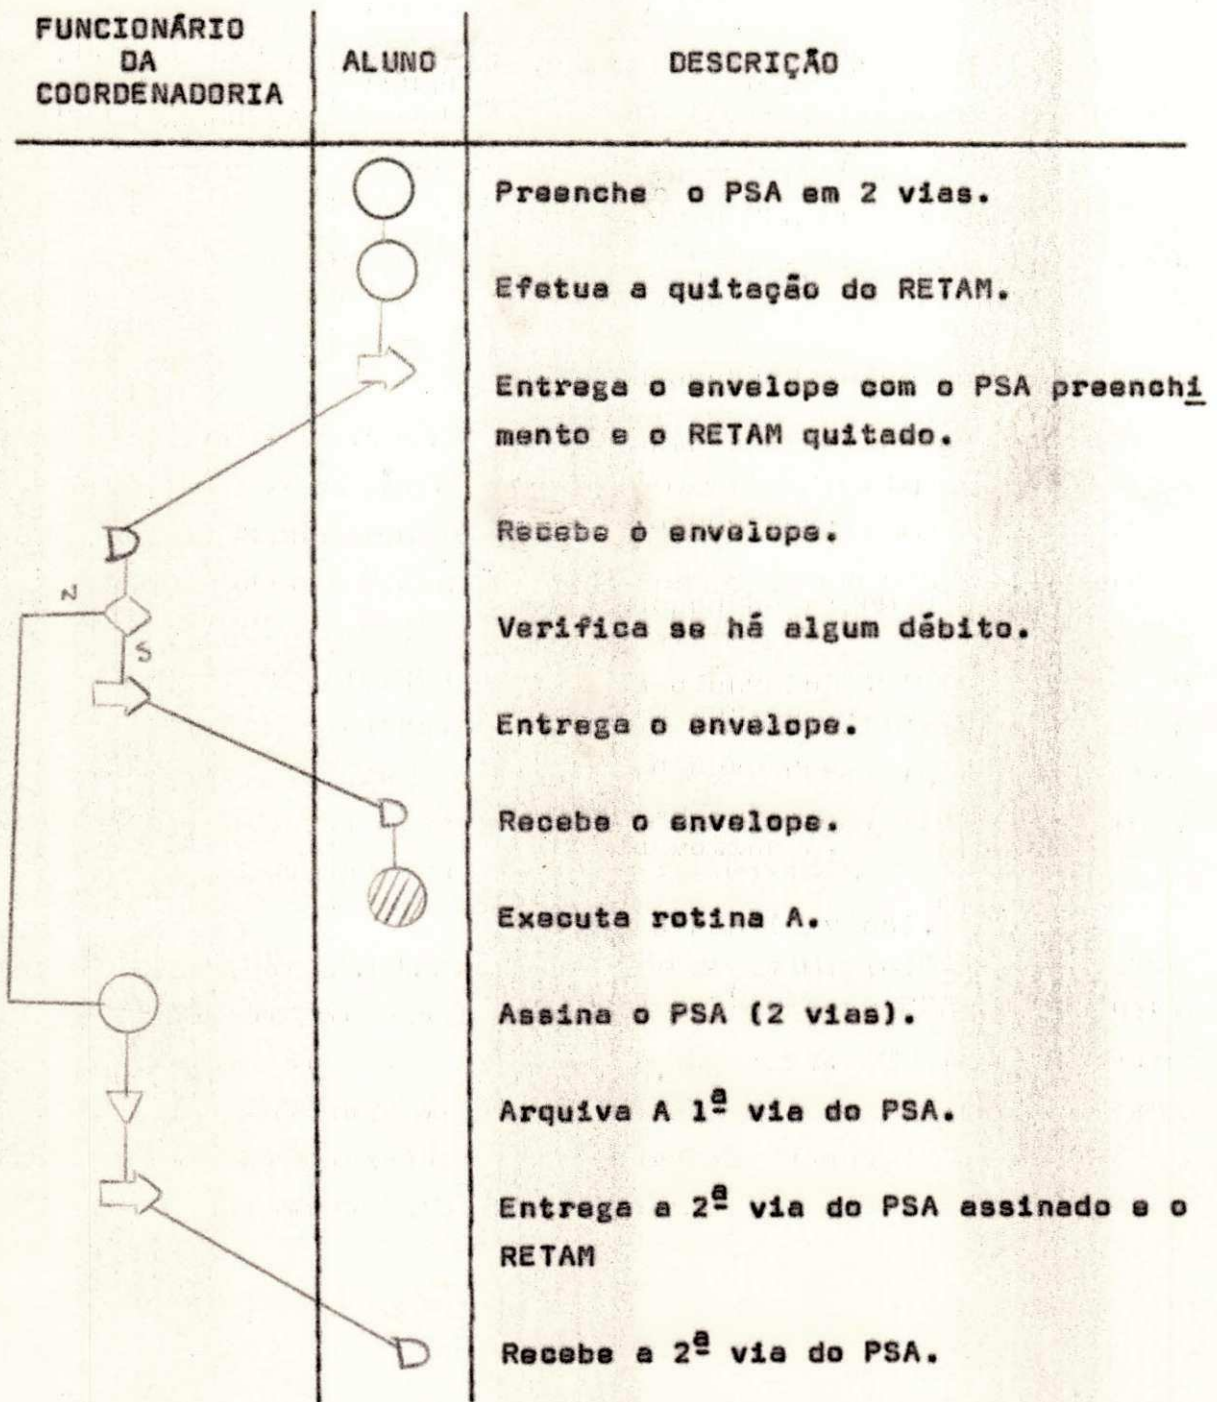 FUNCIONÁRIO
DA
COORDENADORIA
ALUNO
DESCRIÇÃO
Preenche o PSA em 2 vias.
Efetua a quitação do RETAM.
Entrega o envelope com o PSA preenchi
mento e o RETAM quitado.
Recebe o envelope.
N
Verifica se há algum débito.
S
Entrega o envelope.
Recebe o envelope.
Executa rotina A.
Assina o PSA (2 vias).
Arquiva A 1ª via do PSA.
Entrega a 2ª via do PSA assinado e o
RETAM
Recebe a 2ª via do PSA.